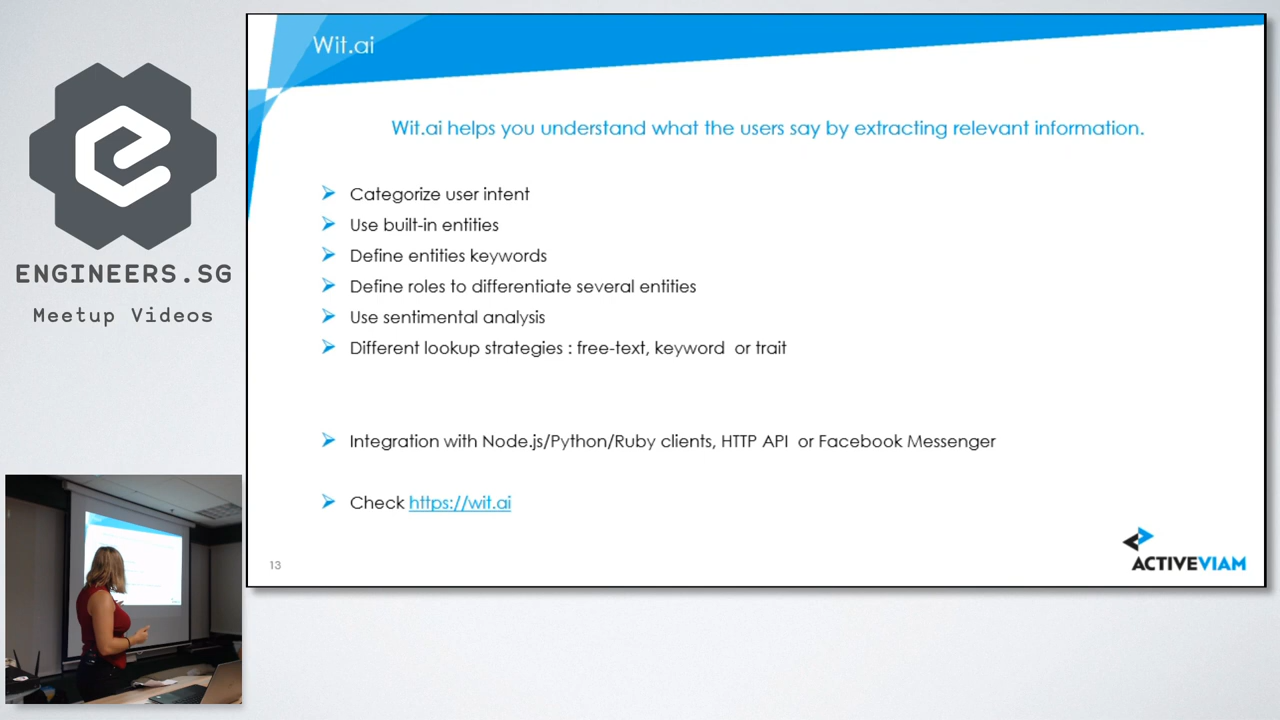 Wit.ai
Wit.ai helps you understand what the users say by extracting relevant information.
Categorize user intent
Use built-in entities
Define entities keywords
Define roles to differentiate several entities
Use sentimental analysis
Different lookup strategies : free-text, keyword or trait
Integration with Node.js/Python/Ruby clients, HTTP API or Facebook Messenger
Check https://wit.ai
13
ACTIVEVIAM
ENGINEERS.SG
Meetup Videos